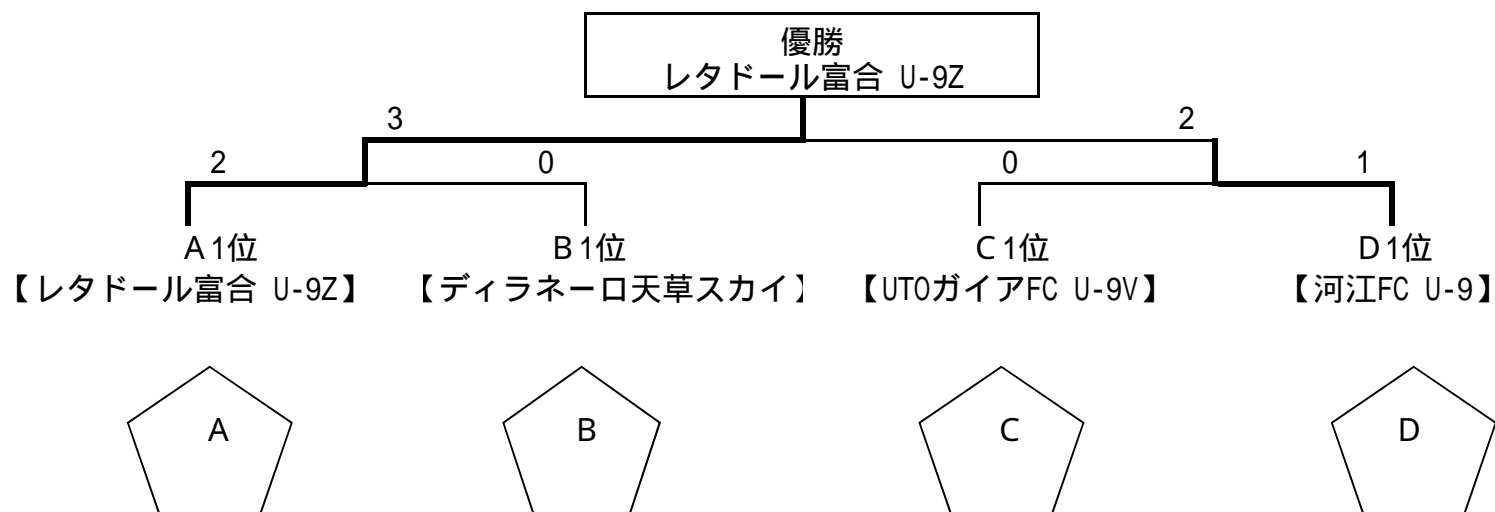 優勝
レタドール富合 U-9Z
3 2
2 0 0 1
A1位 B1位 C1位 D1位
【レタドール富合 U-9Z】 【ディラネーロ天草スカイ】 【UTOガイアFC U-9V】 【河江FC U-9】
A B C D